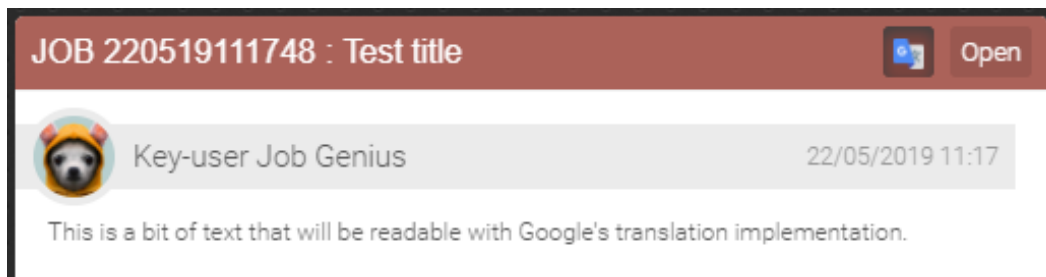 JOB 220519111748 : Test title
Open
Key-user Job Genius
22/05/2019 11:17
This is a bit of text that will be readable with Google's translation implementation.